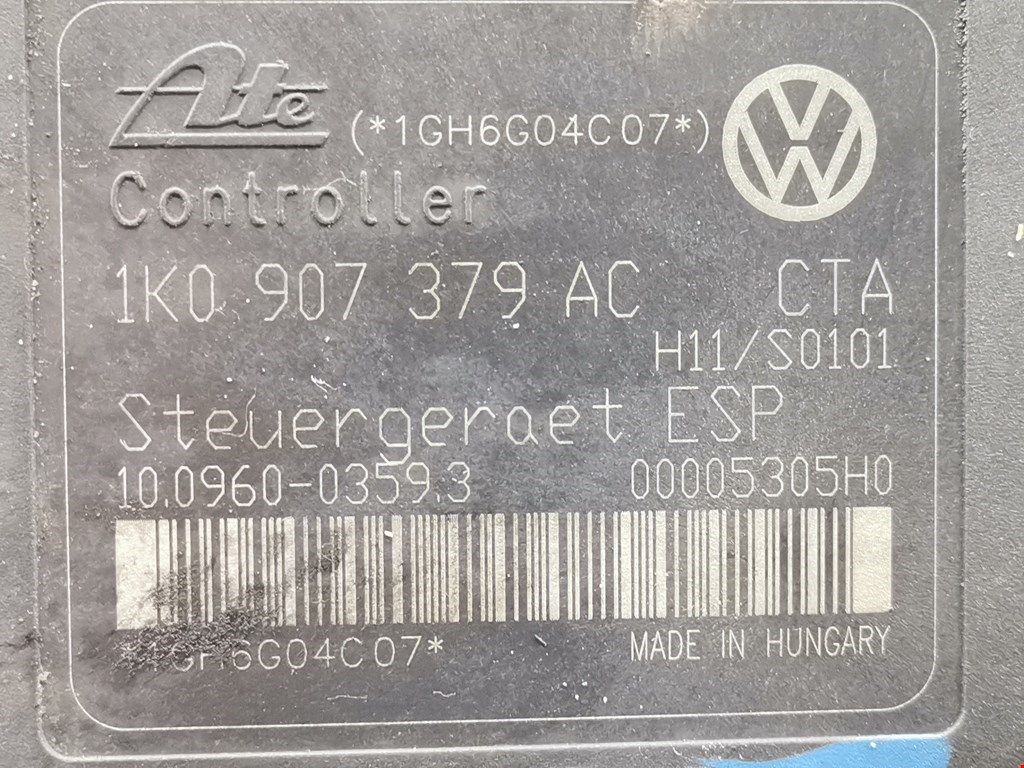 Ate (*1GH6G04C07*)
Controller
1K0 907 379 AC CTA
H11/S0101
Steuergeraet ESP
10.0960-0359.3 00005305H0
*1GH6G04C07* MADE IN HUNGARY